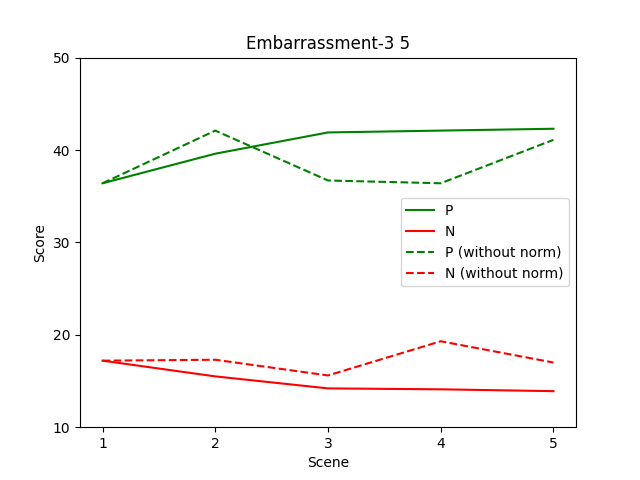 Embarrassment-3 5
50
40
30
20
10
Score
P
N
P (without norm)
N (without norm)
1 2 3 4 5
Scene